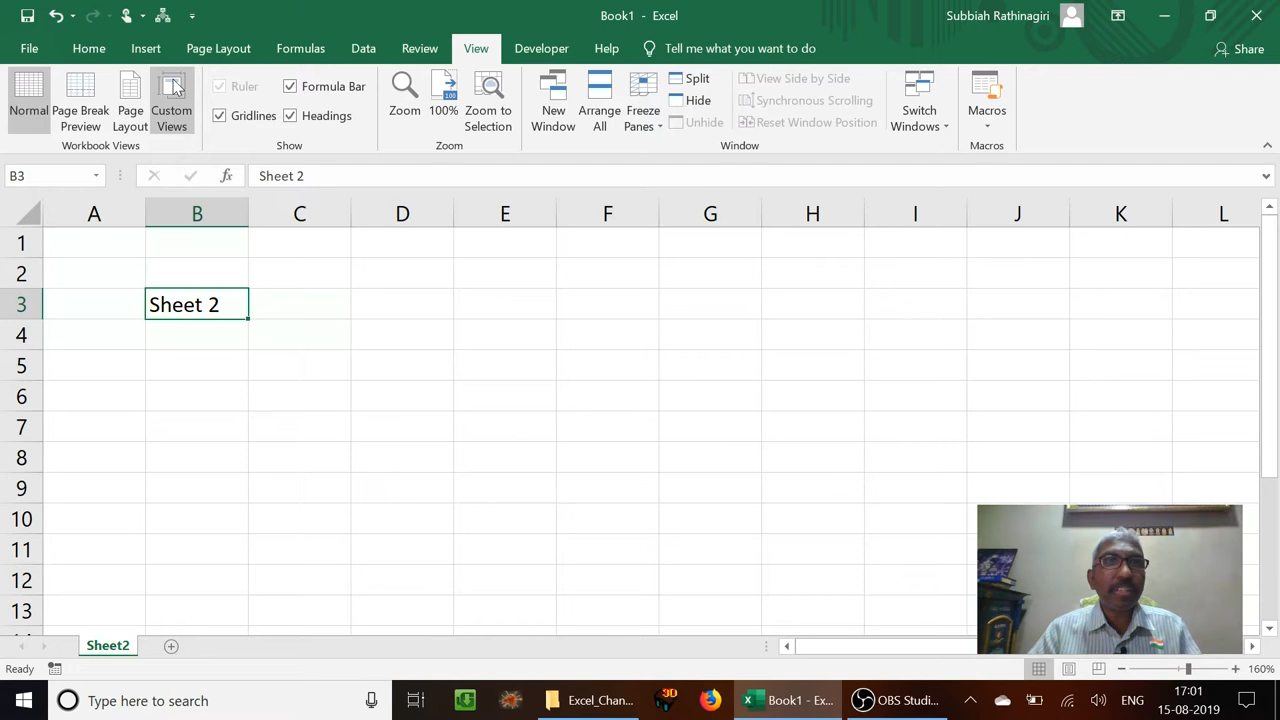 Book1 - Excel
Subbiah Rathinagiri
File Home Insert Page Layout Formulas Data Review View Developer Help Tell me what you want to do Share
Normal Page Break Preview Page Layout Custom Views
Workbook Views
Ruler Formula Bar
Gridlines Headings
Show
Zoom 100% Zoom to Selection
100
Zoom
New Window Arrange All Freeze Panes
Split
Hide
Unhide
View Side by Side
Synchronous Scrolling
Reset Window Position
Switch Windows
Window
Macros
Macros
B3 fx Sheet 2
A B C D E F G H I J K L
1
2
3 Sheet 2
4
5
6
7
8
9
10
11
12
13
Sheet2
Ready 160%
Type here to search
3D
Excel_Chan...
Book1 - Exc...
OBS Studi...
ENG
17:01
15-08-2019